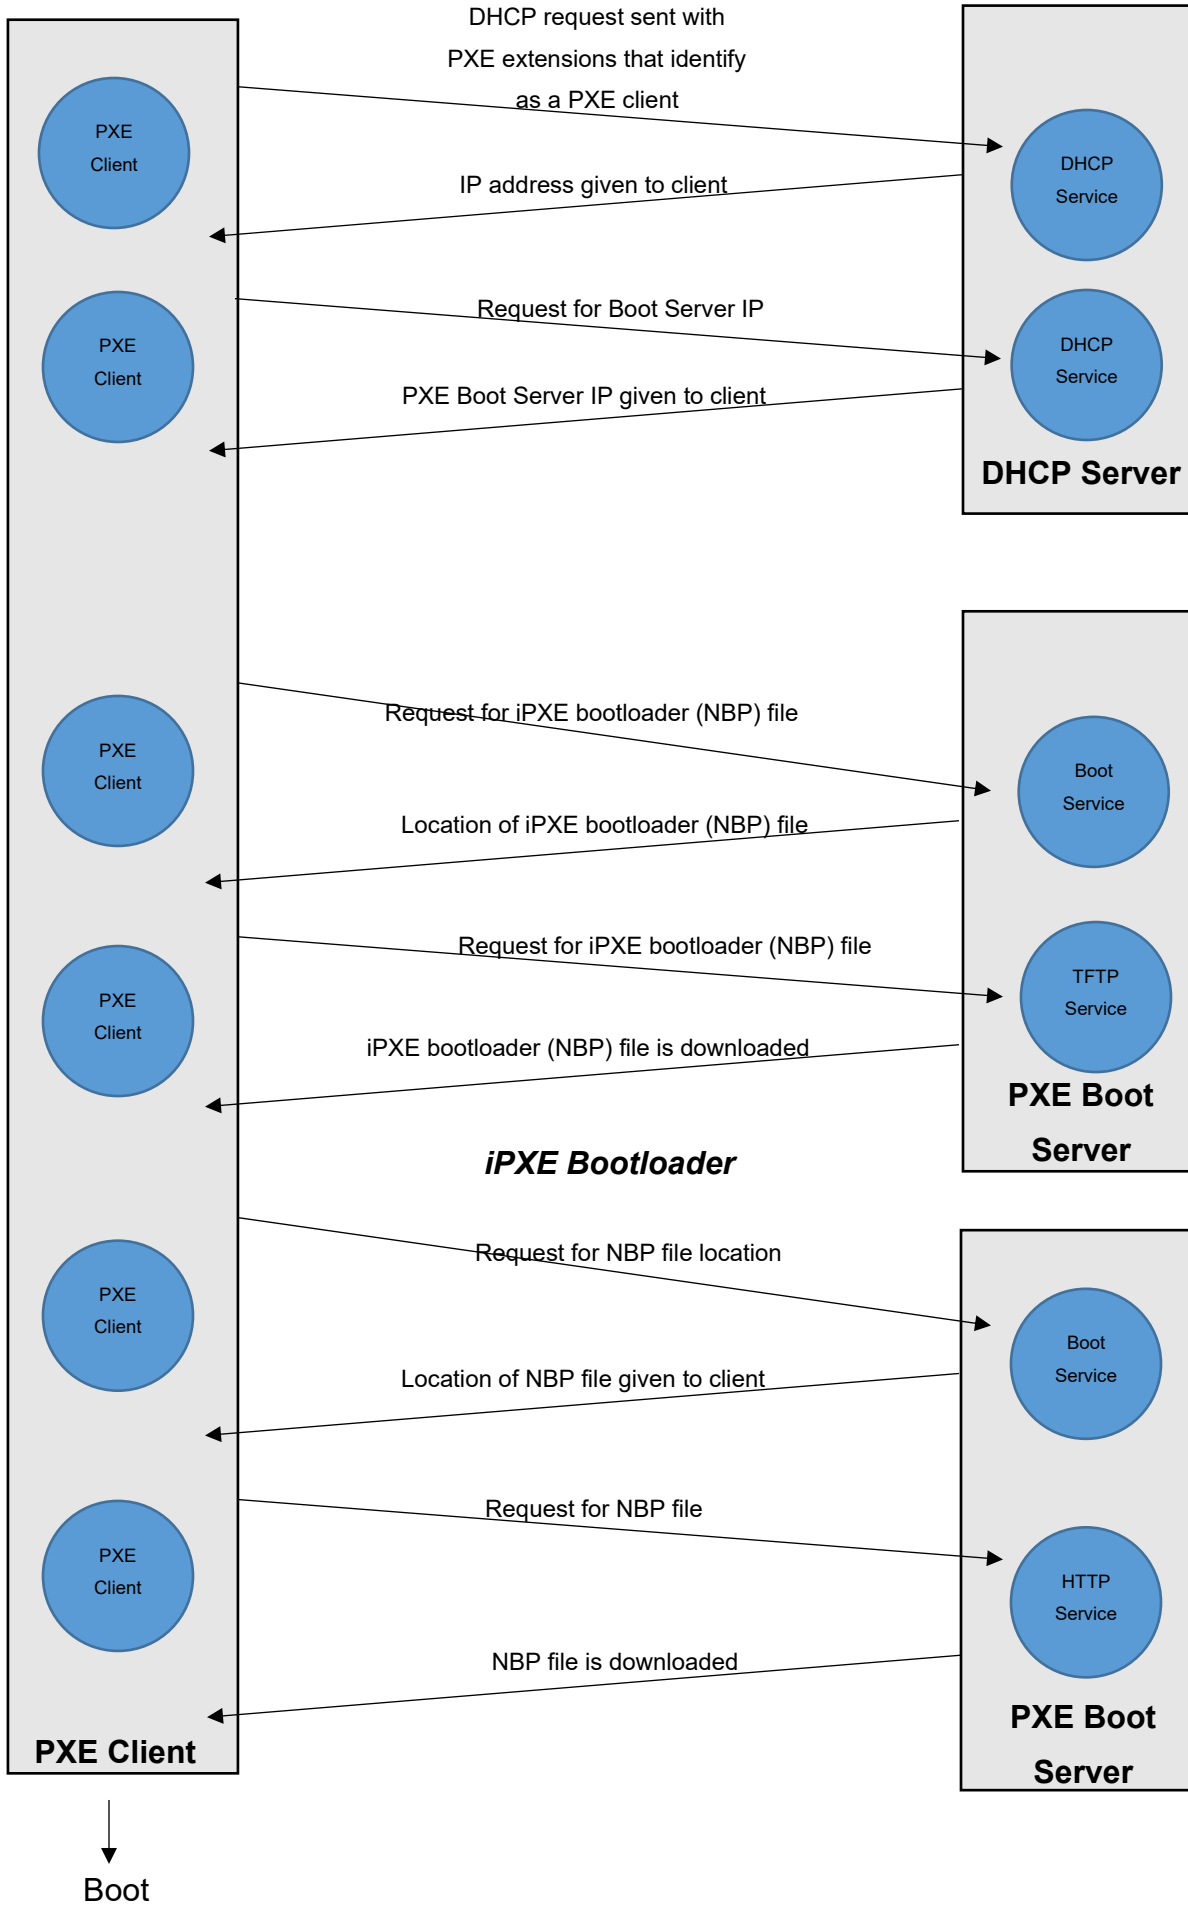 DHCP request sent with
PXE extensions that identify
as a PXE client
PXE
Client
DHCP
Service
IP address given to client
Request for Boot Server IP
PXE
Client
DHCP
Service
PXE Boot Server IP given to client
DHCP Server
Request for iPXE bootloader (NBP) file
PXE
Client
Boot
Service
Location of iPXE bootloader (NBP) file
Request for iPXE bootloader (NBP) file
PXE
Client
TFTP
Service
iPXE bootloader (NBP) file is downloaded
PXE Boot
Server
iPXE Bootloader
Request for NBP file location
PXE
Client
Boot
Service
Location of NBP file given to client
Request for NBP file
PXE
Client
HTTP
Service
NBP file is downloaded
PXE Boot
Server
PXE Client
Boot